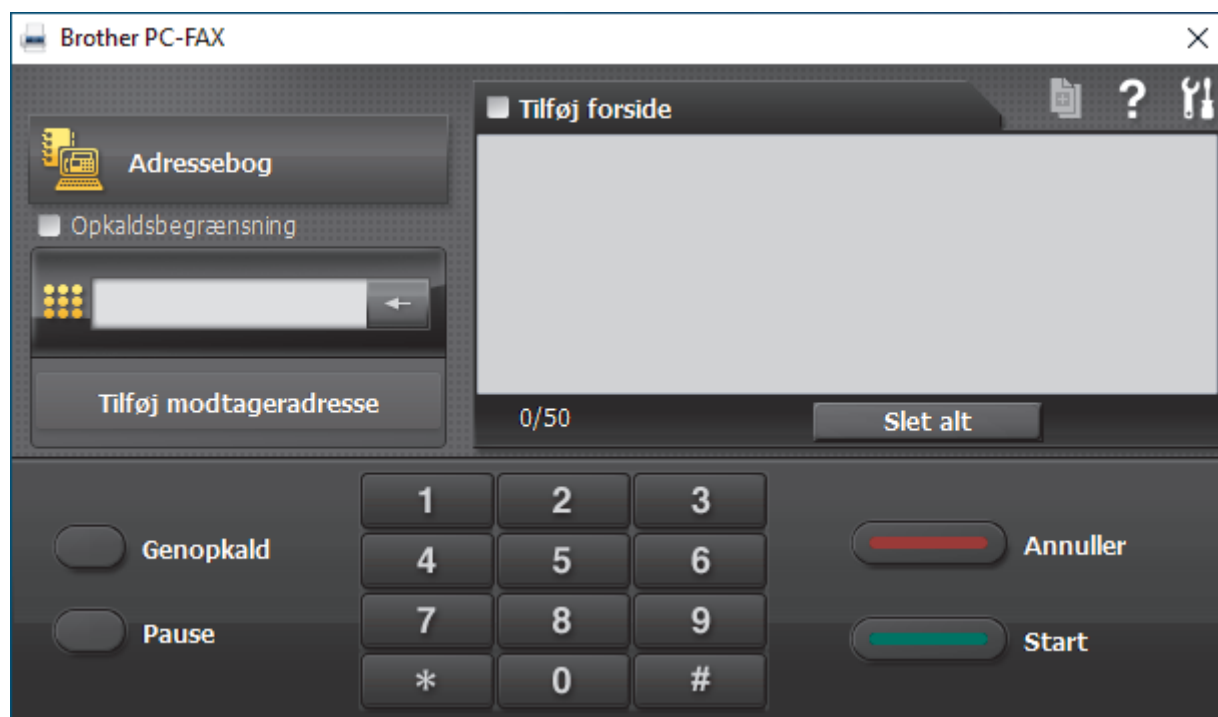 Brother PC-FAX
Tilføj forside
?
Adressebog
Opkaldsbegrænsning
Tilføj modtageradresse
0/50
Slet alt
1 2 3
4 5 6
7 8 9
* 0 #
Genopkald
Pause
Annuller
Start